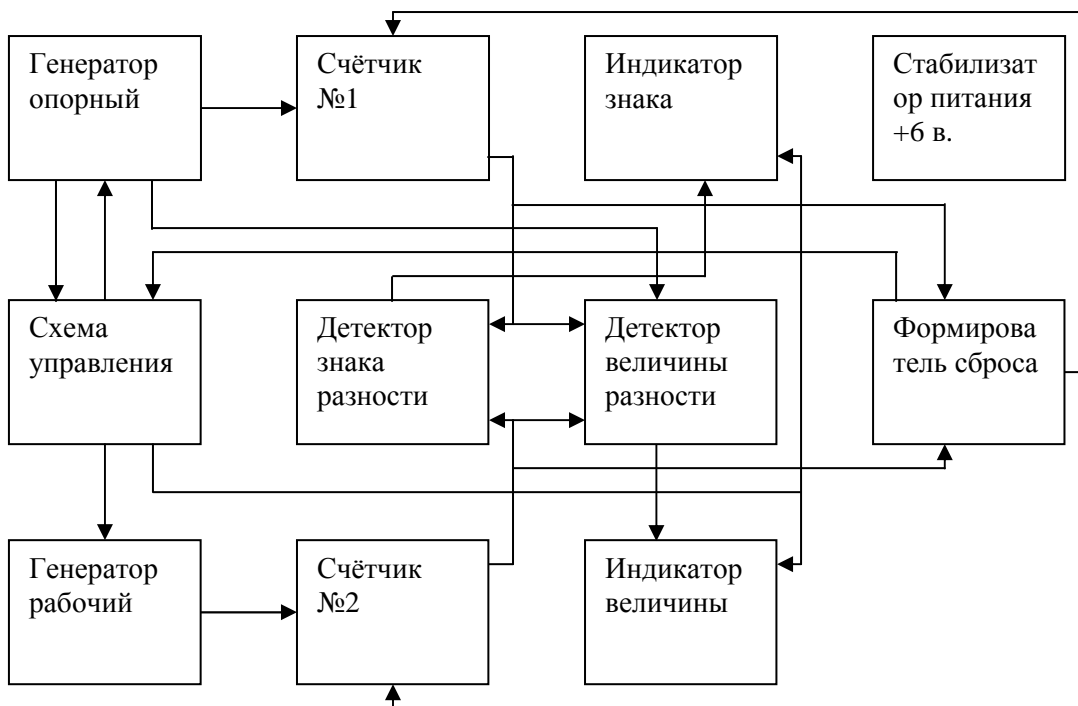 Генератор
опорный
Счётчик
№1
Индикатор
знака
Стабилизат
ор питания
+6 в.
Схема
управления
Детектор
знака
разности
Детектор
величины
разности
Формирова
тель сброса
Генератор
рабочий
Счётчик
№2
Индикатор
величины